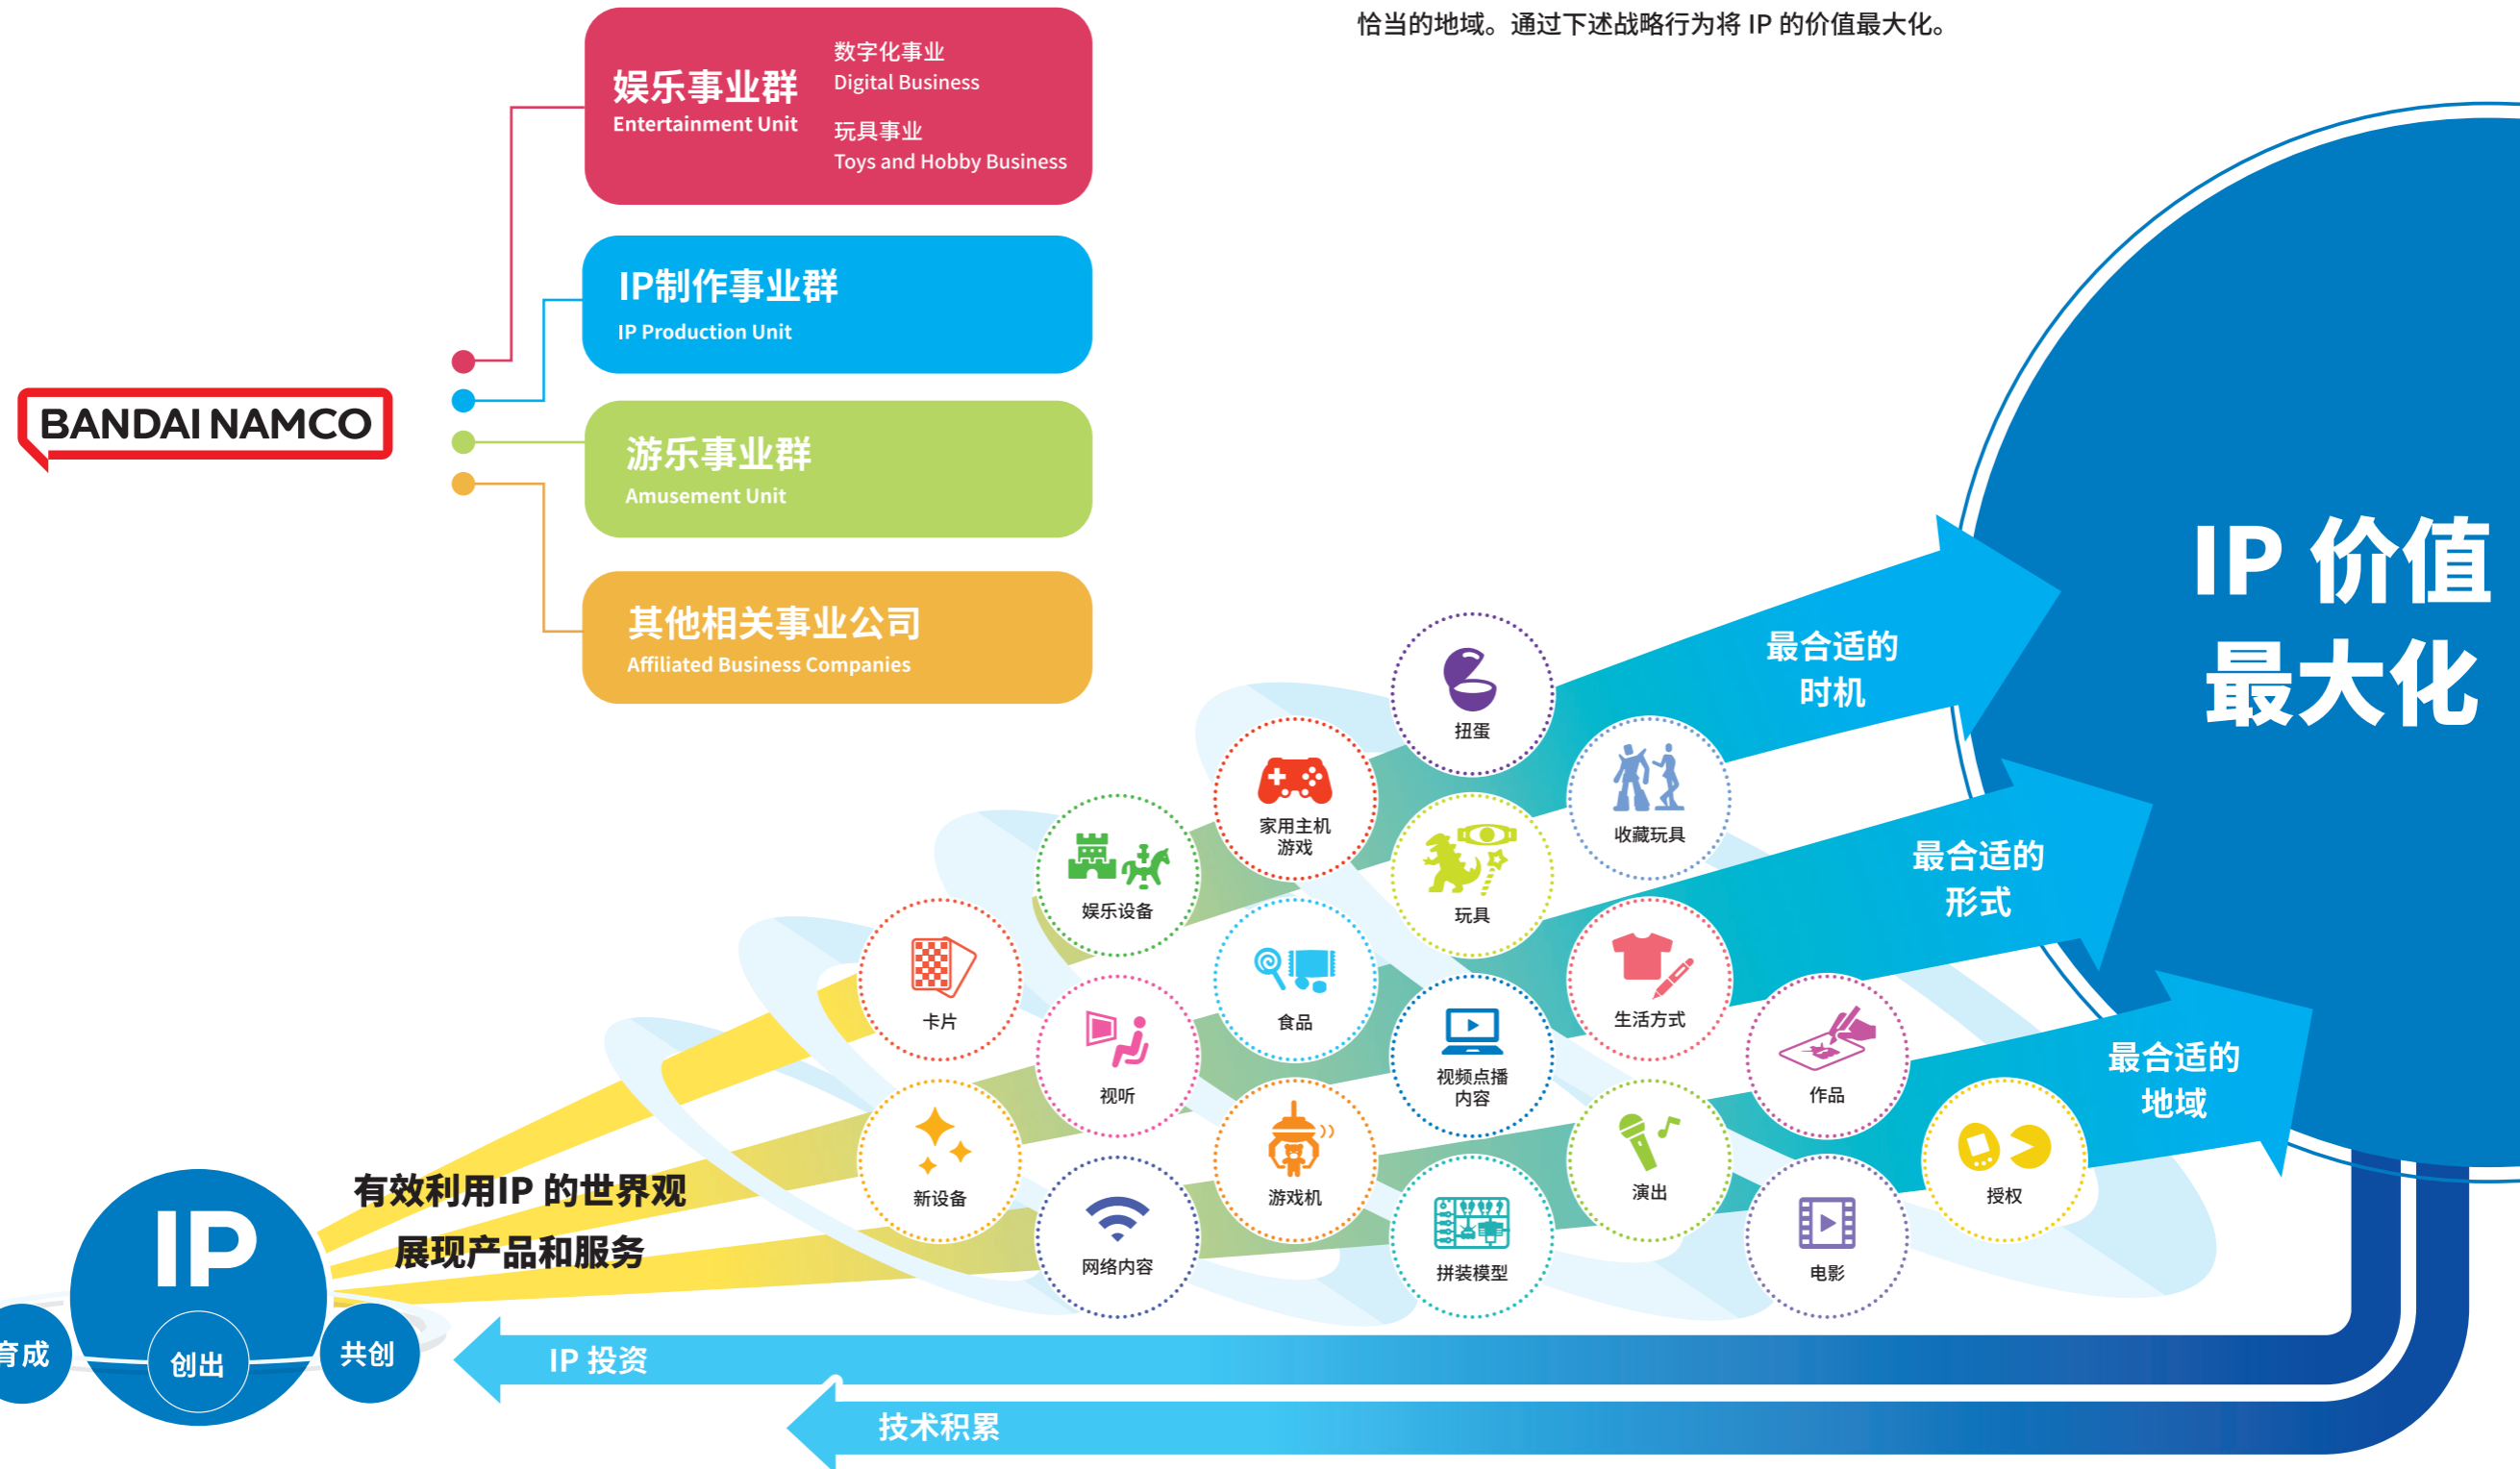 恰当的地域。通过下述战略行为将 IP 的价值最大化。
BANDAI NAMCO
娱乐事业群
Entertainment Unit
数字化事业
Digital Business
玩具事业
Toys and Hobby Business
IP制作事业群
IP Production Unit
游乐事业群
Amusement Unit
其他相关事业公司
Affiliated Business Companies
IP 价值
最大化
最合适的
时机
最合适的
形式
最合适的
地域
扭蛋
家用主机
游戏
收藏玩具
娱乐设备
玩具
卡片
食品
生活方式
视听
视频点播
内容
作品
新设备
游戏机
演出
授权
网络内容
拼装模型
电影
有效利用IP 的世界观
展现产品和服务
IP
育成
创出
共创
IP 投资
技术积累